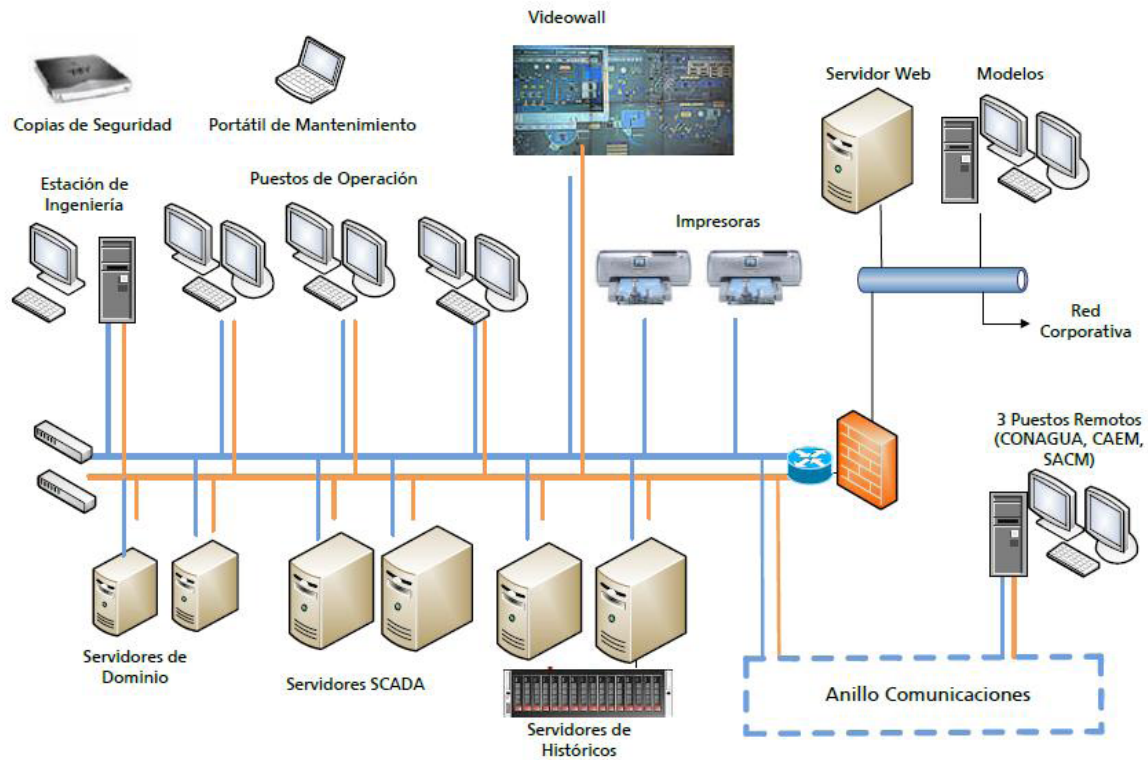 Videowall
Servidor Web
Modelos
Copias de Seguridad
Portátil de Mantenimiento
Estación de
Ingeniería
Puestos de Operación
Impresoras
Red
Corporativa
3 Puestos Remotos
(CONAGUA, CAEM,
SACM)
Servidores de
Dominio
Servidores SCADA
Servidores de
Históricos
Anillo Comunicaciones